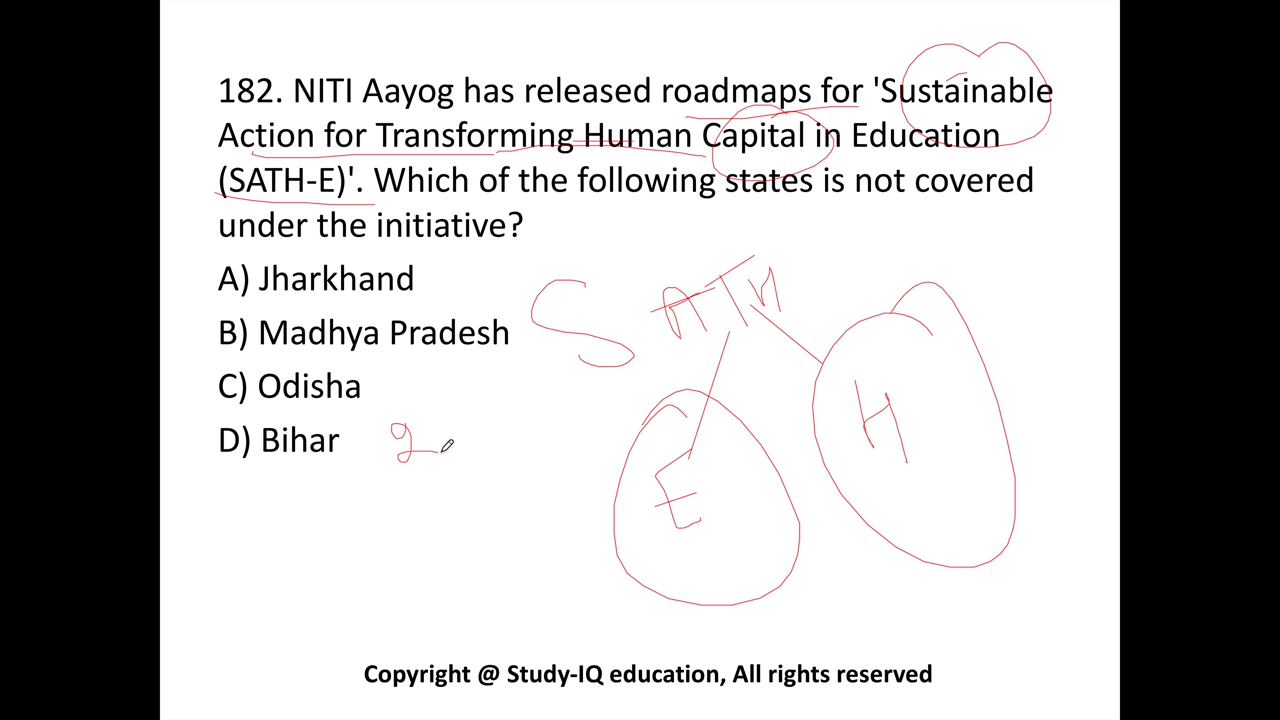 182. NITI Aayog has released roadmaps for 'Sustainable
Action for Transforming Human Capital in Education
(SATH-E)'. Which of the following states is not covered
under the initiative?
A) Jharkhand
B) Madhya Pradesh
C) Odisha
D) Bihar
SATH
H
E
Copyright @ Study-IQ education, All rights reserved